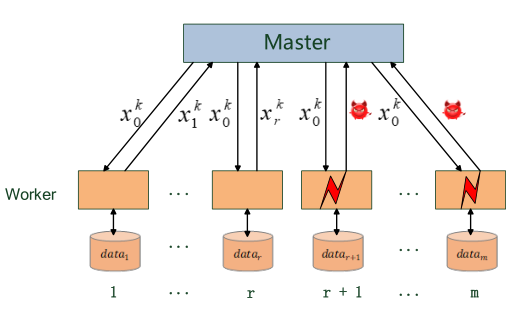 Master
x_0^k x_1^k x_0^k x_r^k x_0^k x_0^k
Worker ... ...
data_1 ... data_r data_{r+1} ... data_m
1 ... r r + 1 ... m